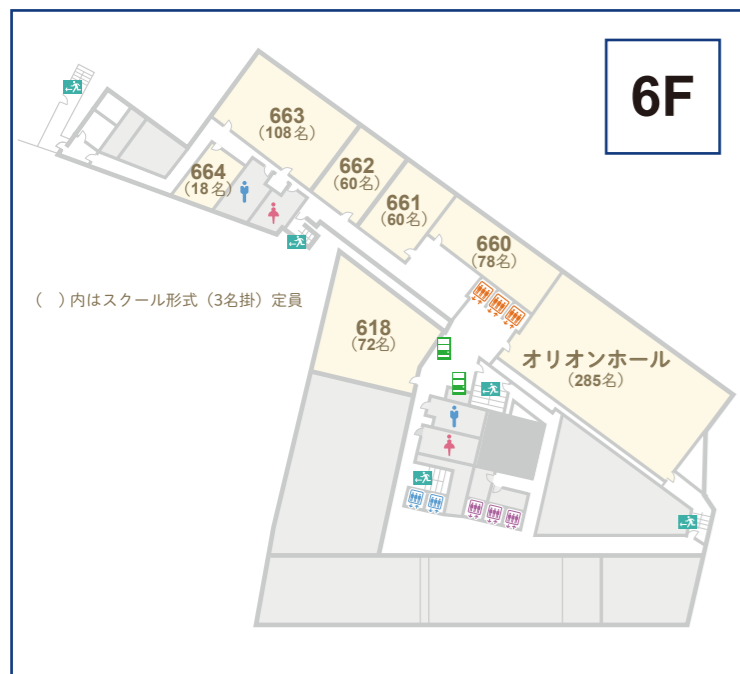 6F
663
(108名)
662
(60名)
664
(18名)
661
(60名)
660
(78名)
( )内はスクール形式(3名掛)定員
618
(72名)
オリオンホール
(285名)